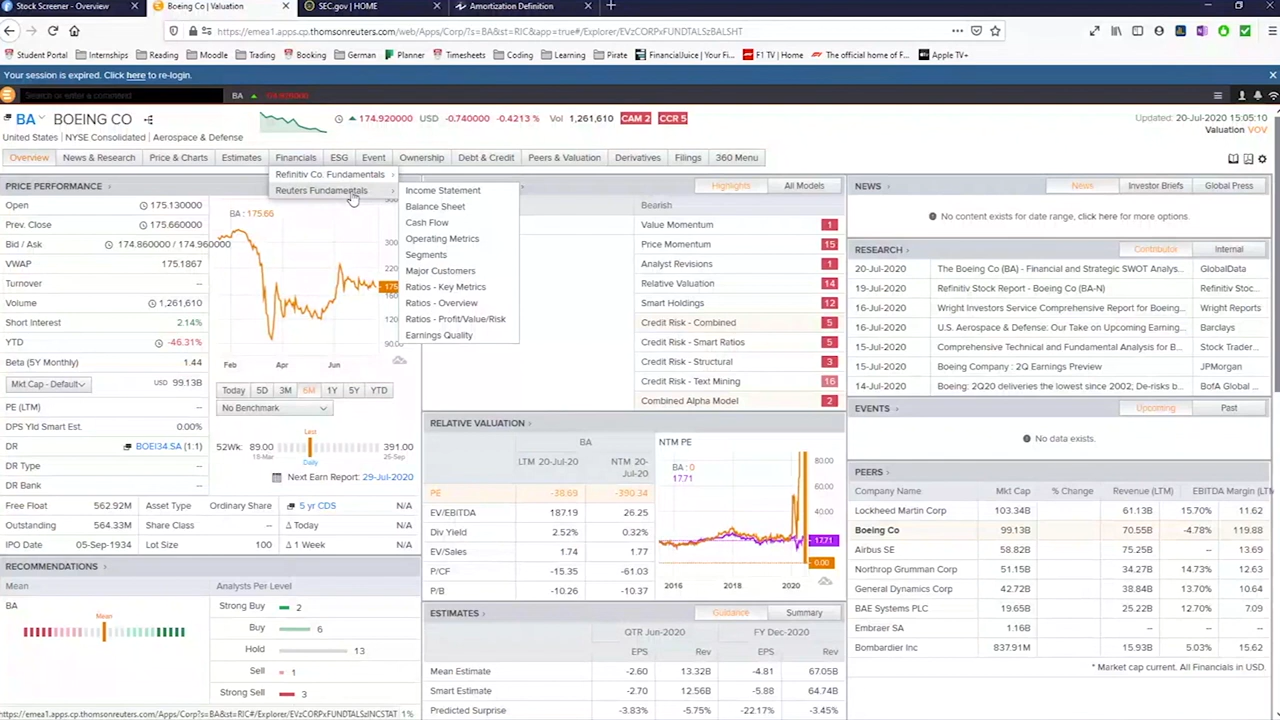 Stock Screener - Overview
Boeing Co | Valuation
SEC.gov | HOME
Amortization Definition
https://emea1.apps.cp.thomsonreuters.com/web/Apps/Corp/?s=BA&st=RIC&app=true#/Explorer/EVzCORPxFUNDTALSzBALSHT
Student Portal Internships Reading Moodle Trading Booking German Planner Timesheets Coding Learning Pirate FinancialJuice | Your Fi... F1 TV | Home The official home of F... Apple TV+
Your session is expired. Click here to re-login.
Search or enter a command BA 174.920000
BA BOEING CO 174.920000 USD -0.740000 -0.4213 % Vol 1,261,610 CAM 2 CCR 5 Updated: 20-Jul-2020 15:05:10
United States | NYSE Consolidated | Aerospace & Defense Valuation VOV
Overview News & Research Price & Charts Estimates Financials ESG Event Ownership Debt & Credit Peers & Valuation Derivatives Filings 360 Menu
Refinitiv Co. Fundamentals
Reuters Fundamentals
Income Statement
Balance Sheet
Cash Flow
Operating Metrics
Segments
Major Customers
Ratios - Key Metrics
Ratios - Overview
Ratios - Profit/Value/Risk
Earnings Quality
PRICE PERFORMANCE
Open 175.130000
Prev. Close 175.660000
Bid / Ask 174.860000 / 174.960000
VWAP 175.1867
Turnover --
Volume 1,261,610
Short Interest 2.14%
YTD -46.31%
Beta (5Y Monthly) 1.44
Mkt Cap - Default USD 99.13B
PE (LTM) --
DPS Yld Smart Est. 0.00%
DR BOEI34.SA (1:1)
DR Type --
DR Bank --
BA : 175.66
Feb Apr Jun
Today 5D 3M 6M 1Y 5Y YTD
No Benchmark
Last
52Wk: 89.00 391.00
18-Mar 25-Sep
Daily
Next Earn Report: 29-Jul-2020
Free Float 562.92M Asset Type Ordinary Share 5 yr CDS N/A
Outstanding 564.33M Share Class -- Δ Today N/A
IPO Date 05-Sep-1934 Lot Size 100 Δ 1 Week N/A
RECOMMENDATIONS
Mean Analysts Per Level
BA
Mean
Strong Buy 2
Buy 6
Hold 13
Sell 1
Strong Sell 3
Highlights All Models
Bearish
Value Momentum 1
Price Momentum 15
Analyst Revisions 1
Relative Valuation 14
Smart Holdings 12
Credit Risk - Combined 5
Credit Risk - Smart Ratios 5
Credit Risk - Structural 3
Credit Risk - Text Mining 16
Combined Alpha Model 2
RELATIVE VALUATION
BA
LTM 20-Jul-20 NTM 20-Jul-20
PE -38.69 -390.34
EV/EBITDA 187.19 26.25
Div Yield 2.52% 0.32%
EV/Sales 1.74 1.77
P/CF -15.35 -61.03
P/B -10.26 -10.37
NTM PE
BA : 0
17.71
80.00
60.00
40.00
17.71
0.00
2016 2018 2020
ESTIMATES Guidance Summary
QTR Jun-2020 FY Dec-2020
EPS Rev EPS Rev
Mean Estimate -2.60 13.32B -4.81 67.05B
Smart Estimate -2.70 12.56B -5.88 64.74B
Predicted Surprise -3.83% -5.75% -22.17% -3.45%
NEWS News Investor Briefs Global Press
No content exists for date range, click here for more options.
RESEARCH Contributor Internal
20-Jul-2020 The Boeing Co (BA) - Financial and Strategic SWOT Analys... GlobalData
19-Jul-2020 Refinitiv Stock Report - Boeing Co (BA-N) Refinitiv Stoc...
16-Jul-2020 Wright Investors Service Comprehensive Report for Boeing... Wright Reports
16-Jul-2020 U.S. Aerospace & Defense: Our Take on Upcoming Earning... Barclays
15-Jul-2020 Comprehensive Technical and Fundamental Analysis for B... Stock Trader...
15-Jul-2020 Boeing Company : 2Q Earnings Preview JPMorgan
14-Jul-2020 Boeing: 2Q20 deliveries the lowest since 2002; De-risks b... BofA Global ...
EVENTS Upcoming Past
No data exists.
PEERS
Company Name Mkt Cap % Change Revenue (LTM) EBITDA Margin (LT
Lockheed Martin Corp 103.34B -- 61.13B 15.70% 11.62
Boeing Co 99.13B -- 70.55B -4.78% 119.88
Airbus SE 58.82B -- 75.25B -- 13.69
Northrop Grumman Corp 51.15B -- 34.27B 14.73% 12.63
General Dynamics Corp 42.72B -- 38.84B 13.70% 10.64
BAE Systems PLC 19.65B -- 25.22B 12.70% 7.09
Embraer SA 1.16B -- -- -- --
Bombardier Inc 837.91M -- 15.93B 5.03% 15.62
* Market cap current. All Financials in USD.
https://emea1.apps.cp.thomsonreuters.com/web/Apps/Corp?s=BA&st=RIC#/Explorer/EVzCORPxFUNDTALSzINCSTAT 1%